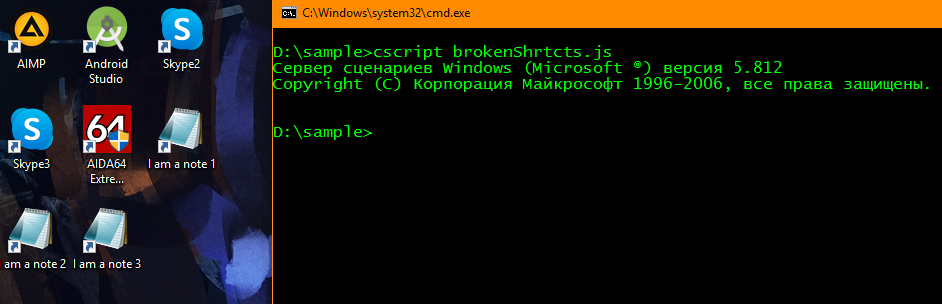 AIMP
Android
Studio
Skype2
S
Skype3
S
64
AIDA64
Extre...
I am a note 1
am a note 2
I am a note 3
C:\Windows\system32\cmd.exe
D:\sample>cscript brokenShrtcts.js
Сервер сценариев Windows (Microsoft ®) версия 5.812
Copyright (C) Корпорация Майкрософт 1996-2006, все права защищены.
D:\sample>